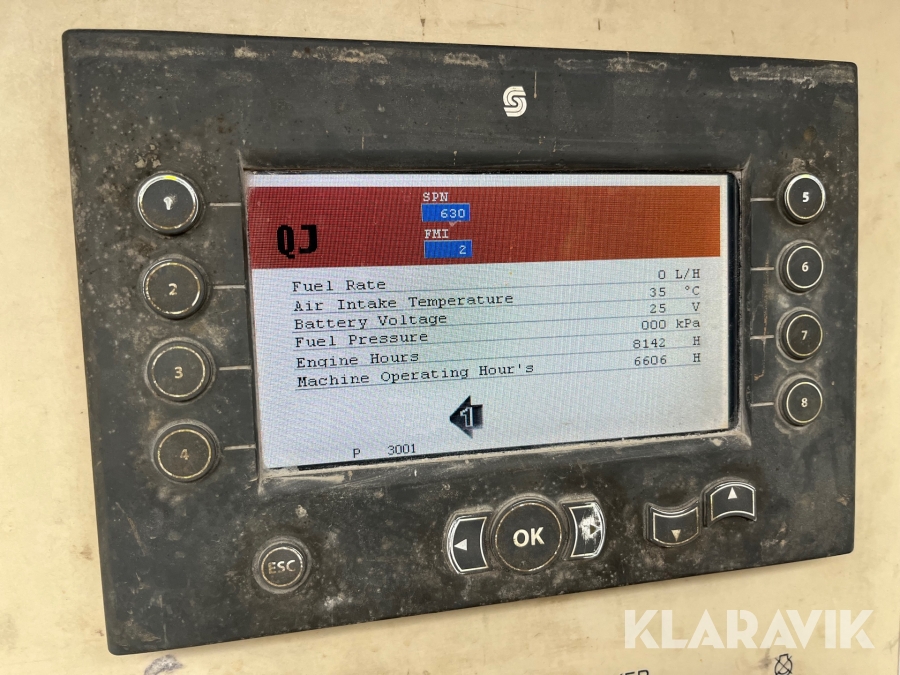 SPN
630
QJ
FMI
2
Fuel Rate 0 L/H
Air Intake Temperature 35 °C
Battery Voltage 25 V
Fuel Pressure 000 kPa
Engine Hours 8142 H
Machine Operating Hour's 6606 H
1
P 3001
1
2
3
4
5
6
7
8
OK
ESC
KLARAVIK